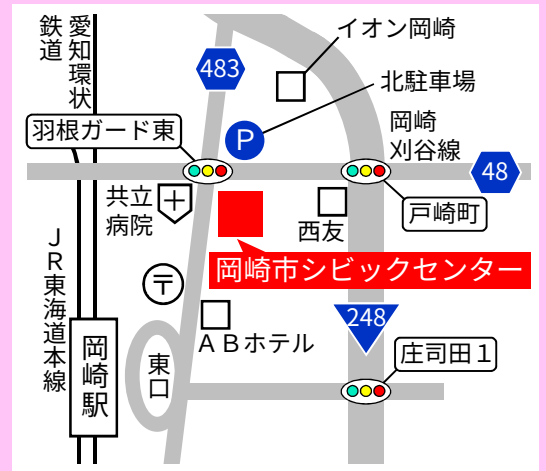 愛知環状
鉄道
イオン岡崎
483
北駐車場
羽根ガード東
P
岡崎
刈谷線
48
共立
病院
西友
戸崎町
岡崎市シビックセンター
JR東海道本線
〒
ABホテル
248
岡崎駅
東口
庄司田1